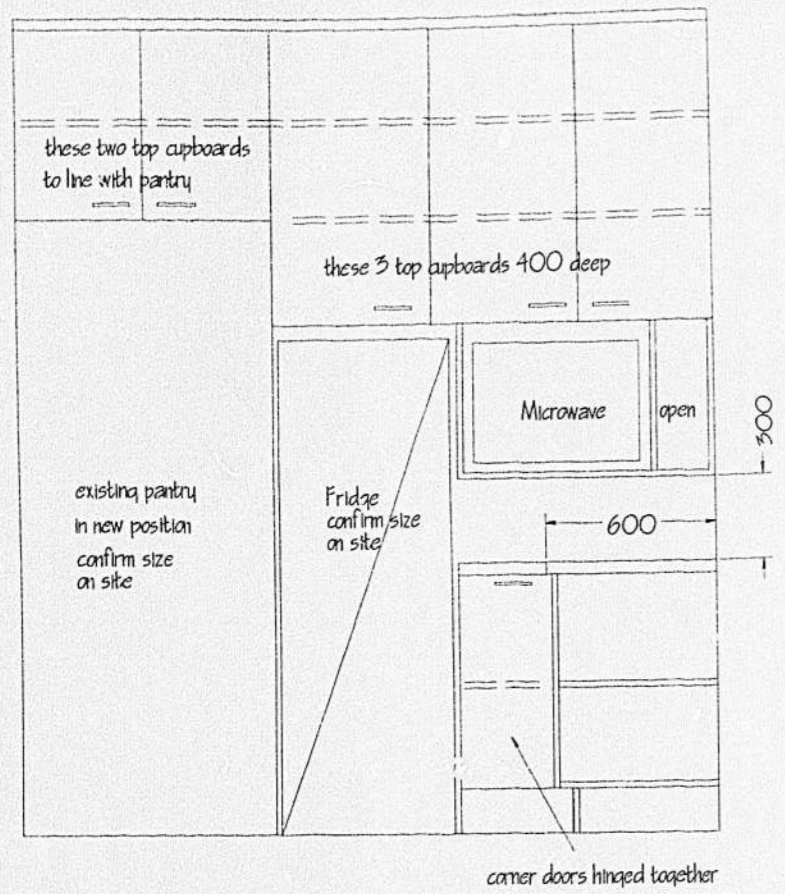 these two top cupboards
to line with pantry
these 3 top cupboards 400 deep
Microwave
open
300
existing pantry
in new position
confirm size
on site
Fridge
confirm size
on site
600
corner doors hinged together